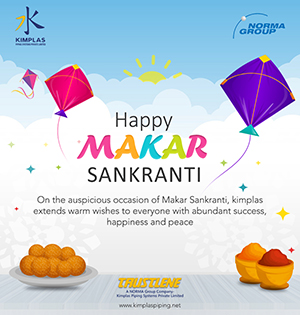 KIMPLAS
NORMA
GROUP
Happy
MAKAR
SANKRANTI
On the auspicious occasion of Makar Sankranti, kimplas
extends warm wishes to everyone with abundant success,
happiness and peace
TRUSTLENE
A NORMA Group Company
Kimplas Piping Systems Private Limited
www.kimplaspiping.net